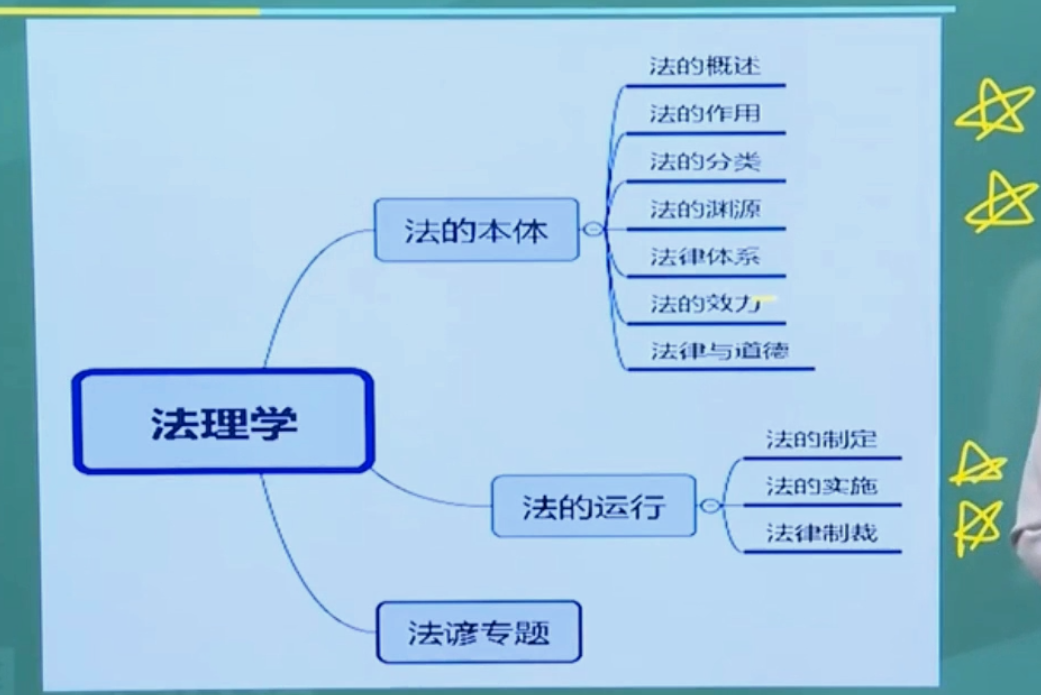 法的概述
法的作用
法的分类
法的渊源
法的本体
法律体系
法的效力
法律与道德
法理学
法的制定
法的实施
法的运行
法律制裁
法谚专题